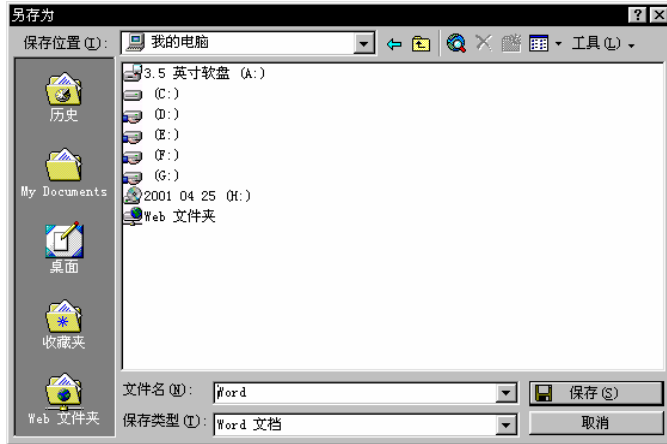 另存为
保存位置(I): 我的电脑 工具(L)
3.5 英寸软盘 (A:)
(C:)
(D:)
(E:)
(F:)
(G:)
2001 04 25 (H:)
Web 文件夹
历史
My Documents
桌面
收藏夹
Web 文件夹
文件名(N): Word 保存(S)
保存类型(T): Word 文档 取消